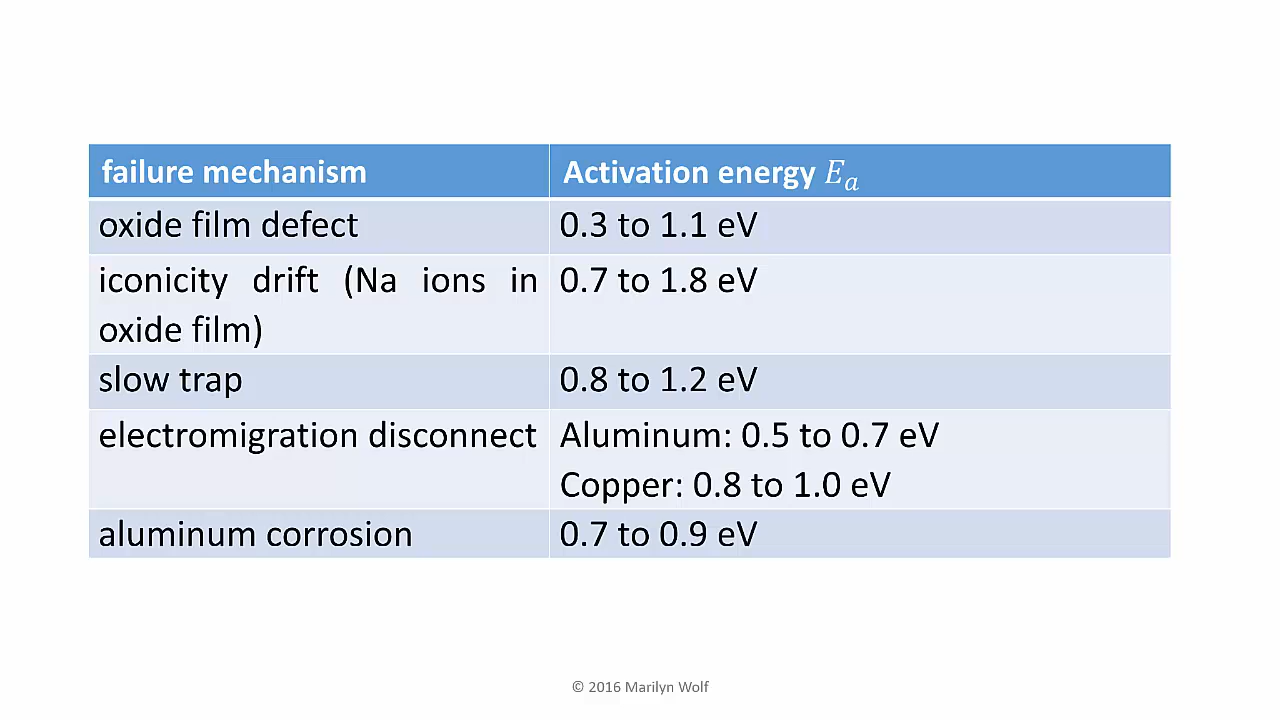 failure mechanism Activation energy Eₐ
oxide film defect 0.3 to 1.1 eV
iconicity drift (Na ions in 0.7 to 1.8 eV
oxide film)
slow trap 0.8 to 1.2 eV
electromigration disconnect Aluminum: 0.5 to 0.7 eV
Copper: 0.8 to 1.0 eV
aluminum corrosion 0.7 to 0.9 eV
© 2016 Marilyn Wolf